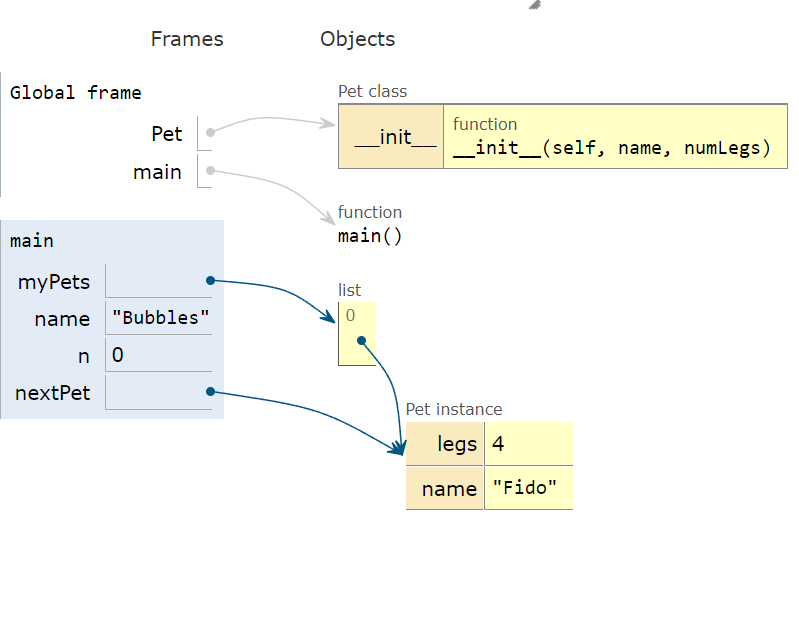 Frames Objects
Global frame
Pet
main
Pet class
__init__
function
__init__(self, name, numLegs)
function
main()
main
myPets
name "Bubbles"
n 0
nextPet
list
0
Pet instance
legs 4
name "Fido"